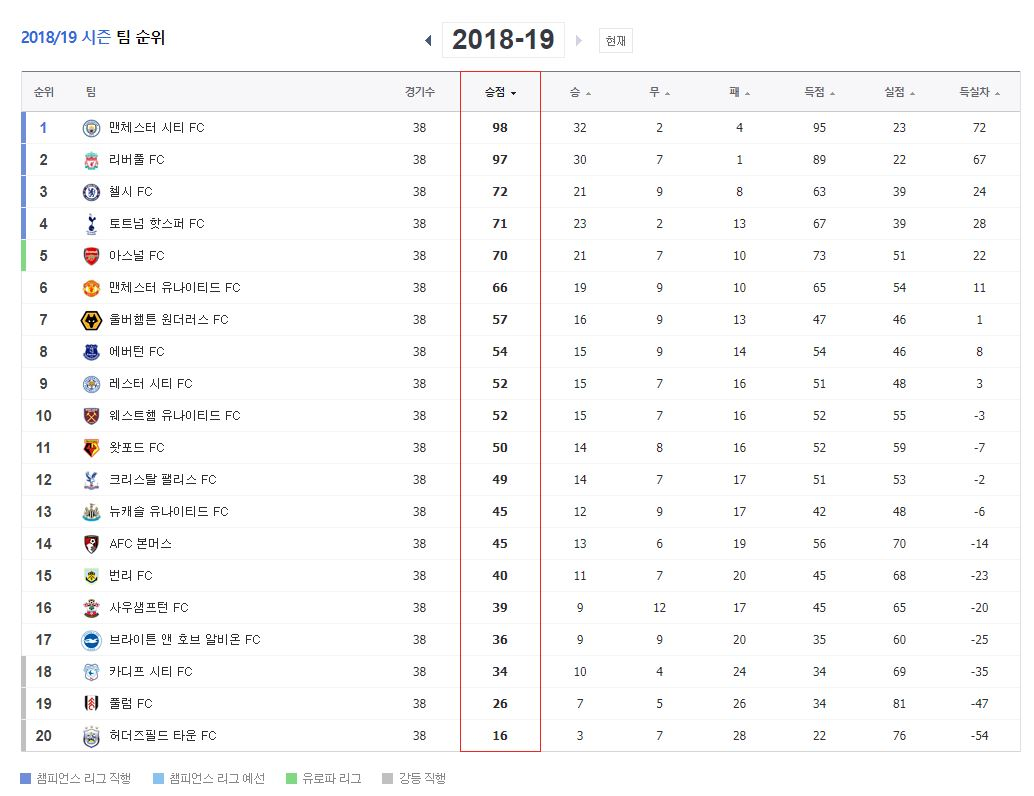 2018/19 시즌 팀 순위
2018-19 현재
순위 팀 경기수 승점 승 무 패 득점 실점 득실차
1 맨체스터 시티 FC 38 98 32 2 4 95 23 72
2 리버풀 FC 38 97 30 7 1 89 22 67
3 첼시 FC 38 72 21 9 8 63 39 24
4 토트넘 핫스퍼 FC 38 71 23 2 13 67 39 28
5 아스널 FC 38 70 21 7 10 73 51 22
6 맨체스터 유나이티드 FC 38 66 19 9 10 65 54 11
7 울버햄튼 원더러스 FC 38 57 16 9 13 47 46 1
8 에버턴 FC 38 54 15 9 14 54 46 8
9 레스터 시티 FC 38 52 15 7 16 51 48 3
10 웨스트햄 유나이티드 FC 38 52 15 7 16 52 55 -3
11 왓포드 FC 38 50 14 8 16 52 59 -7
12 크리스탈 팰리스 FC 38 49 14 7 17 51 53 -2
13 뉴캐슬 유나이티드 FC 38 45 12 9 17 42 48 -6
14 AFC 본머스 38 45 13 6 19 56 70 -14
15 번리 FC 38 40 11 7 20 45 68 -23
16 사우샘프턴 FC 38 39 9 12 17 45 65 -20
17 브라이튼 앤 호브 알비온 FC 38 36 9 9 20 35 60 -25
18 카디프 시티 FC 38 34 10 4 24 34 69 -35
19 풀럼 FC 38 26 7 5 26 34 81 -47
20 허더즈필드 타운 FC 38 16 3 7 28 22 76 -54
챔피언스 리그 직행 챔피언스 리그 예선 유로파 리그 강등 직행